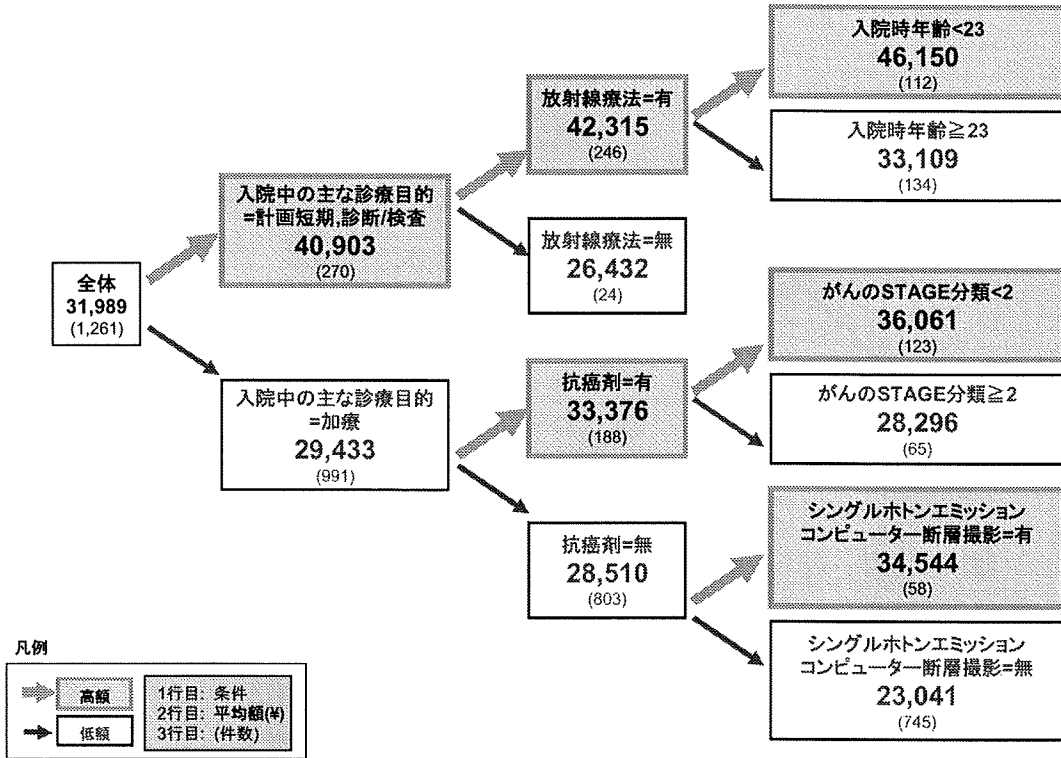 全体
31,989
(1,261)
入院中の主な診療目的
=計画短期,診断/検査
40,903
(270)
入院中の主な診療目的
=加療
29,433
(991)
放射線療法=有
42,315
(246)
放射線療法=無
26,432
(24)
抗癌剤=有
33,376
(188)
抗癌剤=無
28,510
(803)
入院時年齢<23
46,150
(112)
入院時年齢≧23
33,109
(134)
がんのSTAGE分類<2
36,061
(123)
がんのSTAGE分類≧2
28,296
(65)
シングルホトンエミッション
コンピューター断層撮影=有
34,544
(58)
シングルホトンエミッション
コンピューター断層撮影=無
23,041
(745)
凡例
高額
低額
1行目: 条件
2行目: 平均額(¥)
3行目: (件数)